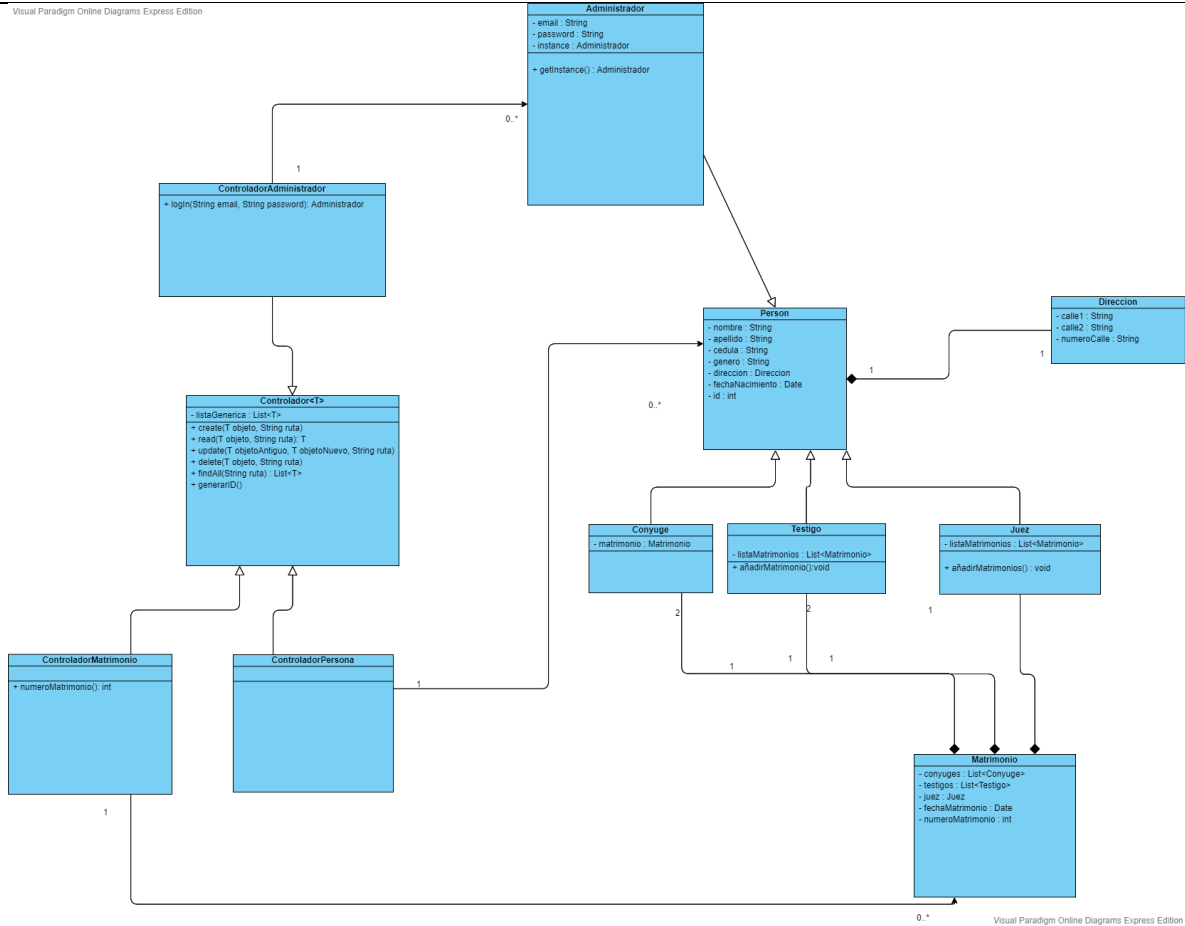 Visual Paradigm Online Diagrams Express Edition
Administrador
- email : String
- password : String
- instance : Administrador
+ getInstance() : Administrador
0..*
1
ControladorAdministrador
+ logIn(String email, String password): Administrador
Person
- nombre : String
- apellido : String
- cedula : String
- genero : String
- direccion : Direccion
- fechaNacimiento : Date
- id : int
Direccion
- calle1 : String
- calle2 : String
- numeroCalle : String
1
1
0..*
Controlador<T>
- listaGenerica : List<T>
+ create(T objeto, String ruta)
+ read(T objeto, String ruta): T
+ update(T objetoAntiguo, T objetoNuevo, String ruta)
+ delete(T objeto, String ruta)
+ findAll(String ruta) : List<T>
+ generarID()
Conyuge
- matrimonio : Matrimonio
Testigo
- listaMatrimonios : List<Matrimonio>
+ añadirMatrimonio():void
Juez
- listaMatrimonios : List<Matrimonio>
+ añadirMatrimonios() : void
2
2
1
1
1
1
ControladorMatrimonio
+ numeroMatrimonio(): int
ControladorPersona
1
1
Matrimonio
- conyuges : List<Conyuge>
- testigos : List<Testigo>
- juez : Juez
- fechaMatrimonio : Date
- numeroMatrimonio : int
0..*
Visual Paradigm Online Diagrams Express Edition